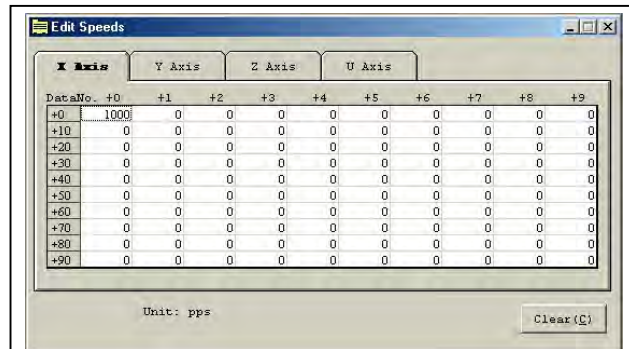 Edit Speeds
X Axis Y Axis Z Axis U Axis
DataNo. +0 +1 +2 +3 +4 +5 +6 +7 +8 +9
+0 1000 0 0 0 0 0 0 0 0 0
+10 0 0 0 0 0 0 0 0 0 0
+20 0 0 0 0 0 0 0 0 0 0
+30 0 0 0 0 0 0 0 0 0 0
+40 0 0 0 0 0 0 0 0 0 0
+50 0 0 0 0 0 0 0 0 0 0
+60 0 0 0 0 0 0 0 0 0 0
+70 0 0 0 0 0 0 0 0 0 0
+80 0 0 0 0 0 0 0 0 0 0
+90 0 0 0 0 0 0 0 0 0 0
Unit: pps
Clear(C)